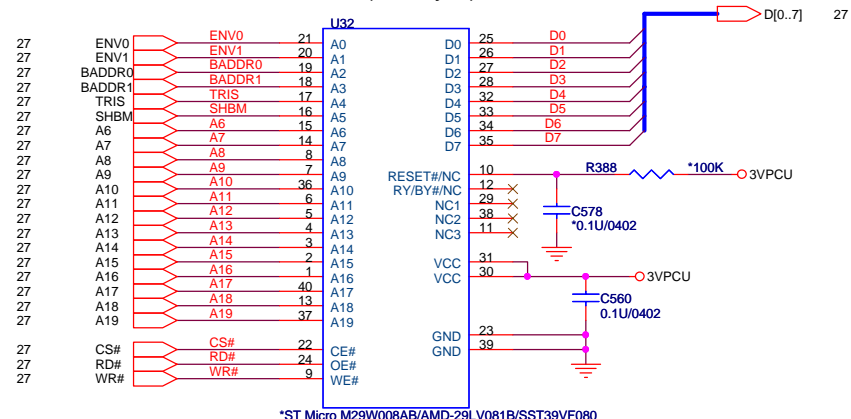 D[0..7] 27
U32
27 ENV0 ENV0 21 A0 D0 25 D0
27 ENV1 ENV1 20 A1 D1 26 D1
27 BADDR0 BADDR0 19 A2 D2 27 D2
27 BADDR1 BADDR1 18 A3 D3 28 D3
27 TRIS TRIS 17 A4 D4 32 D4
27 SHBM SHBM 16 A5 D5 33 D5
27 A6 A6 15 A6 D6 34 D6
27 A7 A7 14 A7 D7 35 D7
27 A8 A8 8 A8
27 A9 A9 7 A9 RESET#/NC 10 R388 *100K 3VPCU
27 A10 A10 36 A10 RY/BY#/NC 12
27 A11 A11 6 A11 NC1 29
27 A12 A12 5 A12 NC2 38 C578
27 A13 A13 4 A13 NC3 11 *0.1U/0402
27 A14 A14 3 A14
27 A15 A15 2 A15 VCC 31
27 A16 A16 1 A16 VCC 30 3VPCU
27 A17 A17 40 A17
27 A18 A18 13 A18 C560
27 A19 A19 37 A19 0.1U/0402
GND 23
27 CS# CS# 22 CE# GND 39
27 RD# RD# 24 OE#
27 WR# WR# 9 WE#
*ST Micro M29W008AB/AMD-29LV081B/SST39VF080